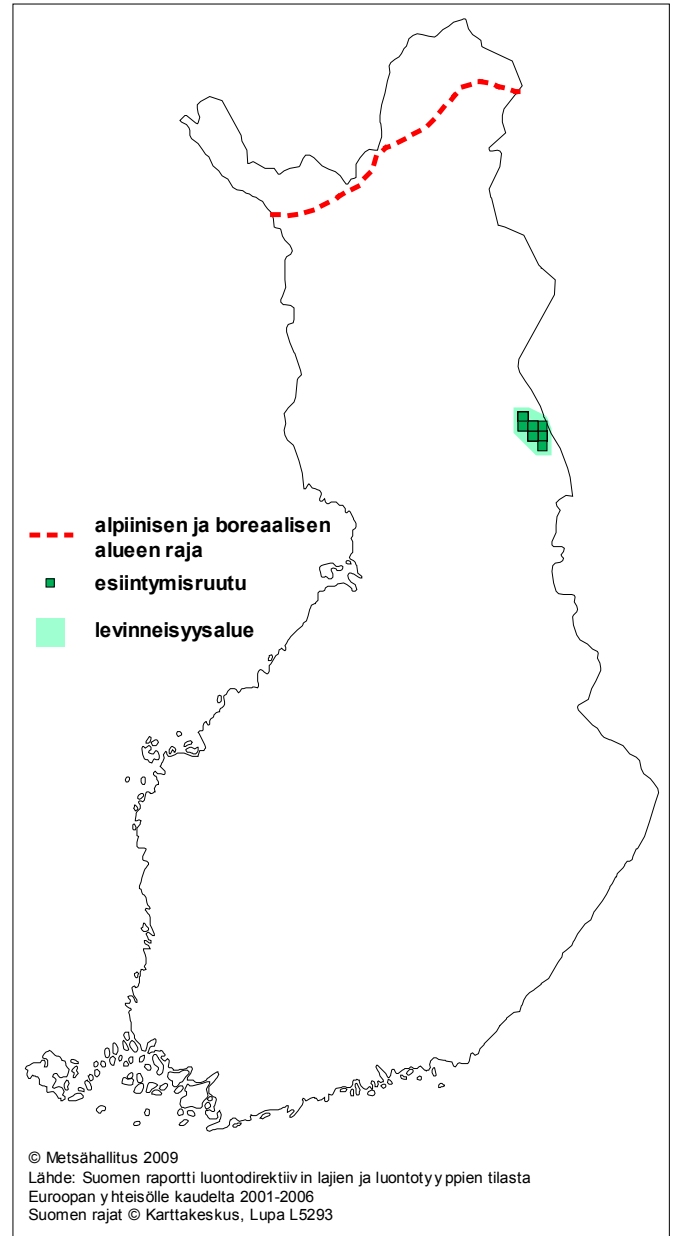 alpiinisen ja boreaalisen
alueen raja
esiintymisruutu
levinneisyysalue
© Metsähallitus 2009
Lähde: Suomen raportti luontodirektiivin lajien ja luontotyyppien tilasta
Euroopan yhteisölle kaudelta 2001-2006
Suomen rajat © Karttakeskus, Lupa L5293